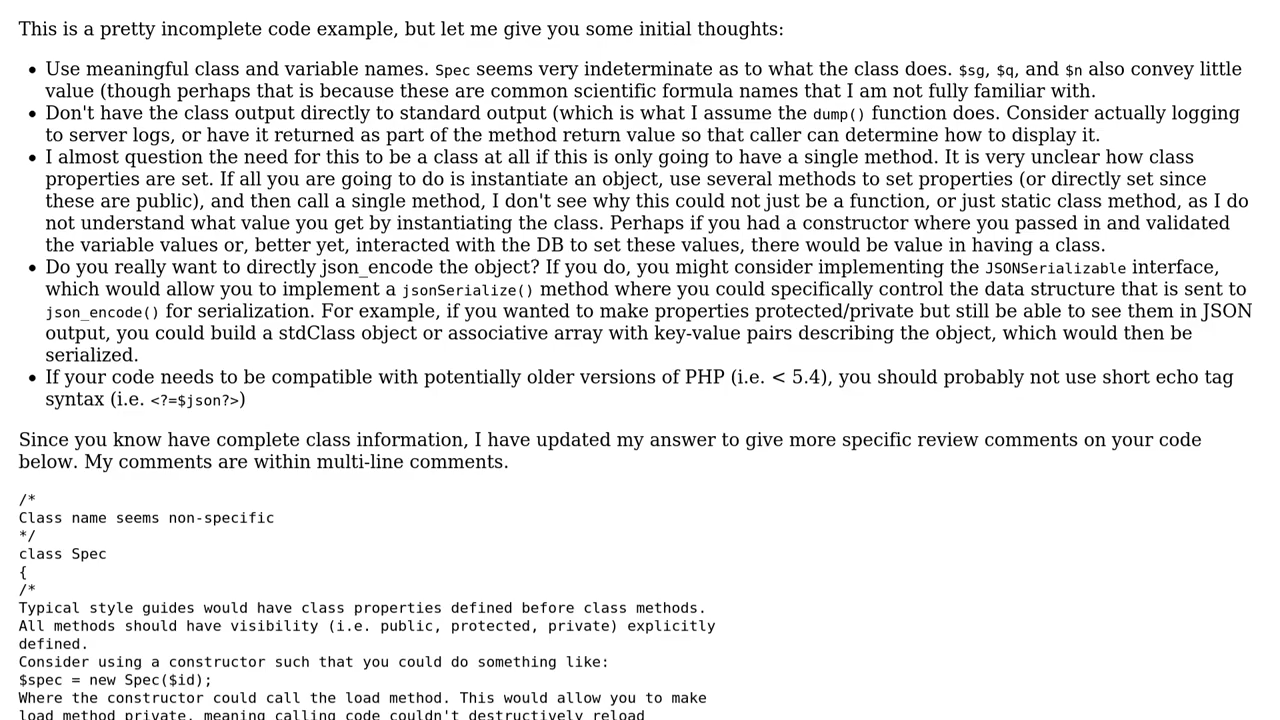 This is a pretty incomplete code example, but let me give you some initial thoughts:
• Use meaningful class and variable names. Spec seems very indeterminate as to what the class does. $sg, $q, and $n also convey little
value (though perhaps that is because these are common scientific formula names that I am not fully familiar with.
• Don't have the class output directly to standard output (which is what I assume the dump() function does. Consider actually logging
to server logs, or have it returned as part of the method return value so that caller can determine how to display it.
• I almost question the need for this to be a class at all if this is only going to have a single method. It is very unclear how class
properties are set. If all you are going to do is instantiate an object, use several methods to set properties (or directly set since
these are public), and then call a single method, I don't see why this could not just be a function, or just static class method, as I do
not understand what value you get by instantiating the class. Perhaps if you had a constructor where you passed in and validated
the variable values or, better yet, interacted with the DB to set these values, there would be value in having a class.
• Do you really want to directly json_encode the object? If you do, you might consider implementing the JSONSerializable interface,
which would allow you to implement a jsonSerialize() method where you could specifically control the data structure that is sent to
json_encode() for serialization. For example, if you wanted to make properties protected/private but still be able to see them in JSON
output, you could build a stdClass object or associative array with key-value pairs describing the object, which would then be
serialized.
• If your code needs to be compatible with potentially older versions of PHP (i.e. < 5.4), you should probably not use short echo tag
syntax (i.e. <?=$json?>)
Since you know have complete class information, I have updated my answer to give more specific review comments on your code
below. My comments are within multi-line comments.
/*
Class name seems non-specific
*/
class Spec
{
/*
Typical style guides would have class properties defined before class methods.
All methods should have visibility (i.e. public, protected, private) explicitly
defined.
Consider using a constructor such that you could do something like:
$spec = new Spec($id);
Where the constructor could call the load method. This would allow you to make
load method private, meaning calling code couldn't destructively reload